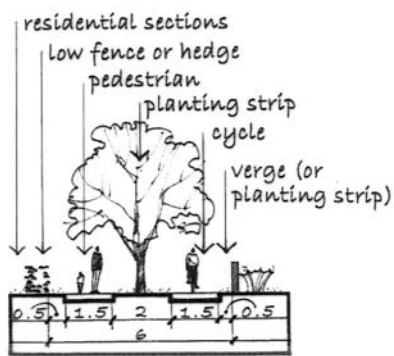 residential sections
low fence or hedge
pedestrian
planting strip
cycle
verge (or
planting strip)
0.5 1.5 2 1.5 0.5
6